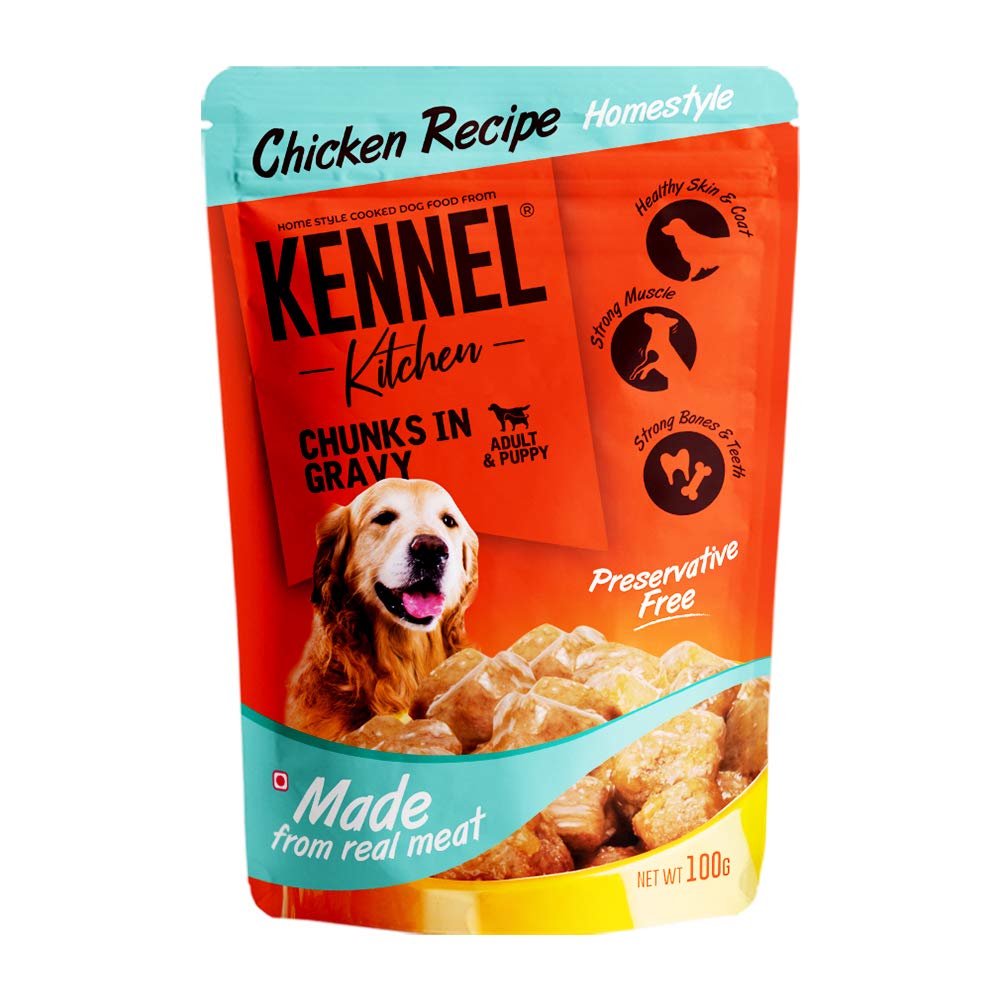 Chicken Recipe Homestyle
HOME STYLE COOKED DOG FOOD FROM
KENNEL®
Kitchen
CHUNKS IN
GRAVY
ADULT
& PUPPY
Healthy Skin & Coat
Strong Muscle
Strong Bones & Teeth
Preservative
Free
Made
from real meat
NET WT 100G